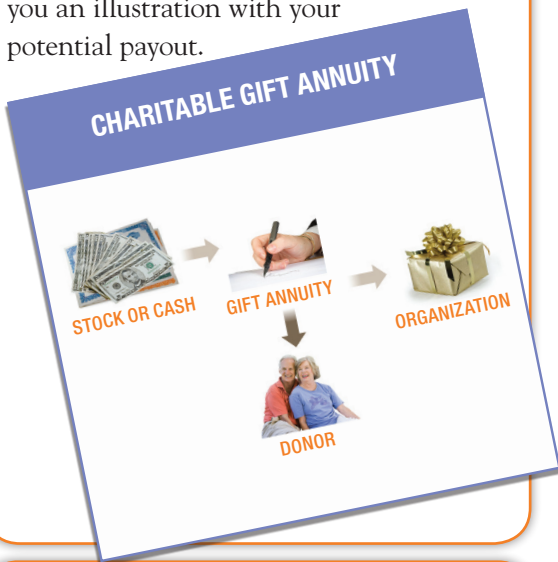 you an illustration with your
potential payout.
CHARITABLE GIFT ANNUITY
STOCK OR CASH
GIFT ANNUITY
ORGANIZATION
DONOR